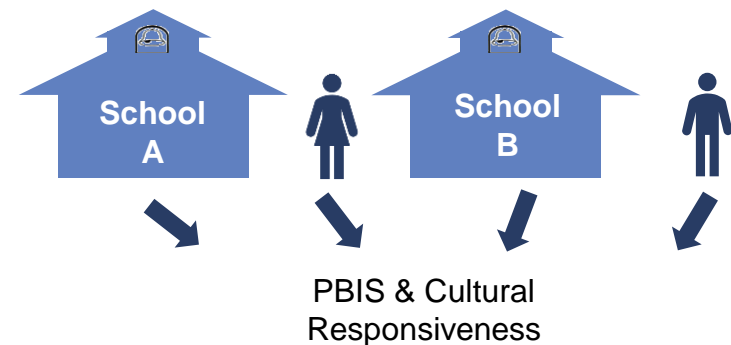 School
A
School
B
PBIS & Cultural
Responsiveness